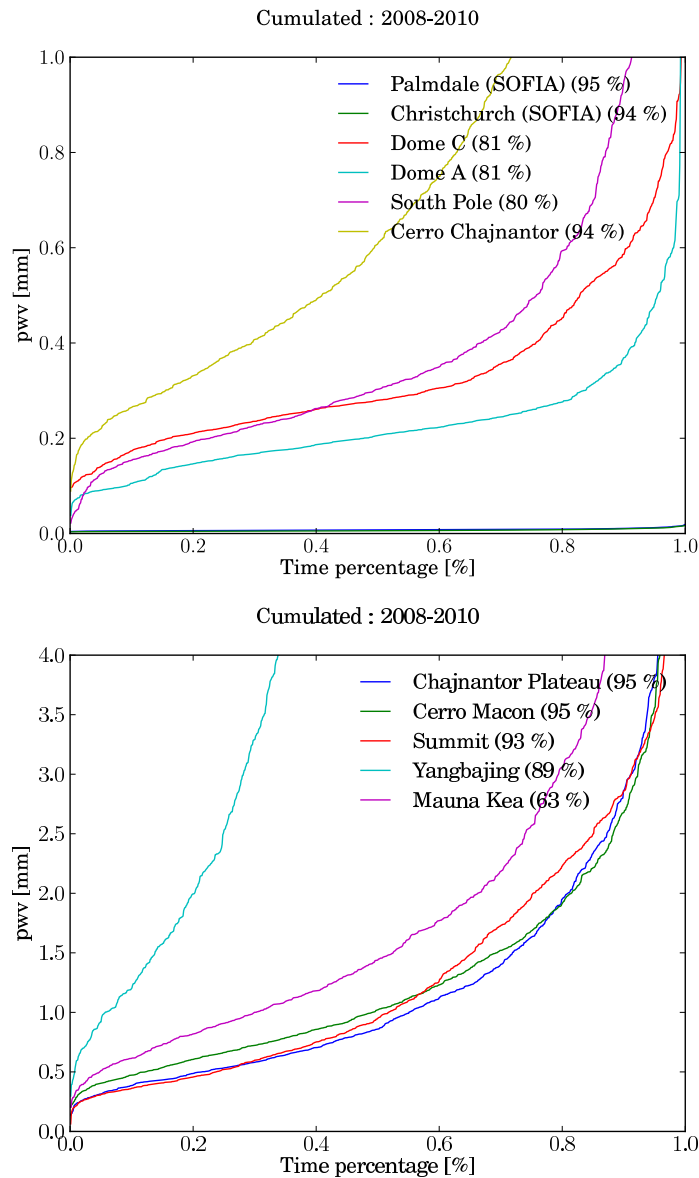 Cumulated : 2008-2010
1.0
Palmdale (SOFIA) (95 %)
Christchurch (SOFIA) (94 %)
Dome C (81 %)
Dome A (81 %)
South Pole (80 %)
Cerro Chajnantor (94 %)
0.8
0.6
0.4
0.2
0.0
pwv [mm]
0.0 0.2 0.4 0.6 0.8 1.0
Time percentage [%]
Cumulated : 2008-2010
4.0
Chajnantor Plateau (95 %)
Cerro Macon (95 %)
Summit (93 %)
Yangbajing (89 %)
Mauna Kea (63 %)
3.5
3.0
2.5
2.0
1.5
1.0
0.5
0.0
pwv [mm]
0.0 0.2 0.4 0.6 0.8 1.0
Time percentage [%]